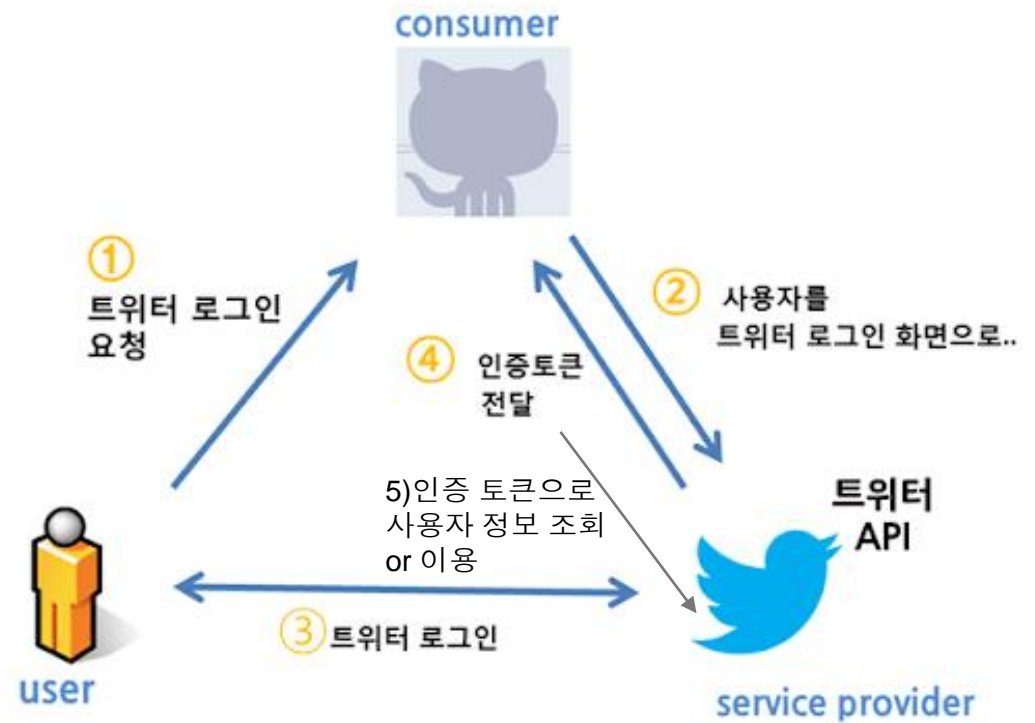 consumer
①
트위터 로그인
요청
②
사용자를
트위터 로그인 화면으로..
④
인증토큰
전달
5)인증 토큰으로
사용자 정보 조회
or 이용
트위터
API
③트위터 로그인
user
service provider